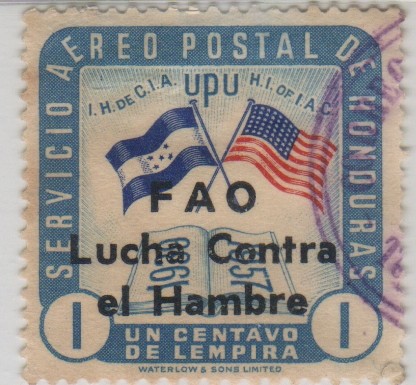 SERVICIO AEREO POSTAL DE HONDURAS
I.H. DE C.I.A. UPU H.I. OF I.A.C.
FAO
Lucha Contra
el Hambre
1 1
UN CENTAVO
DE LEMPIRA
WATERLOW & SONS LIMITED